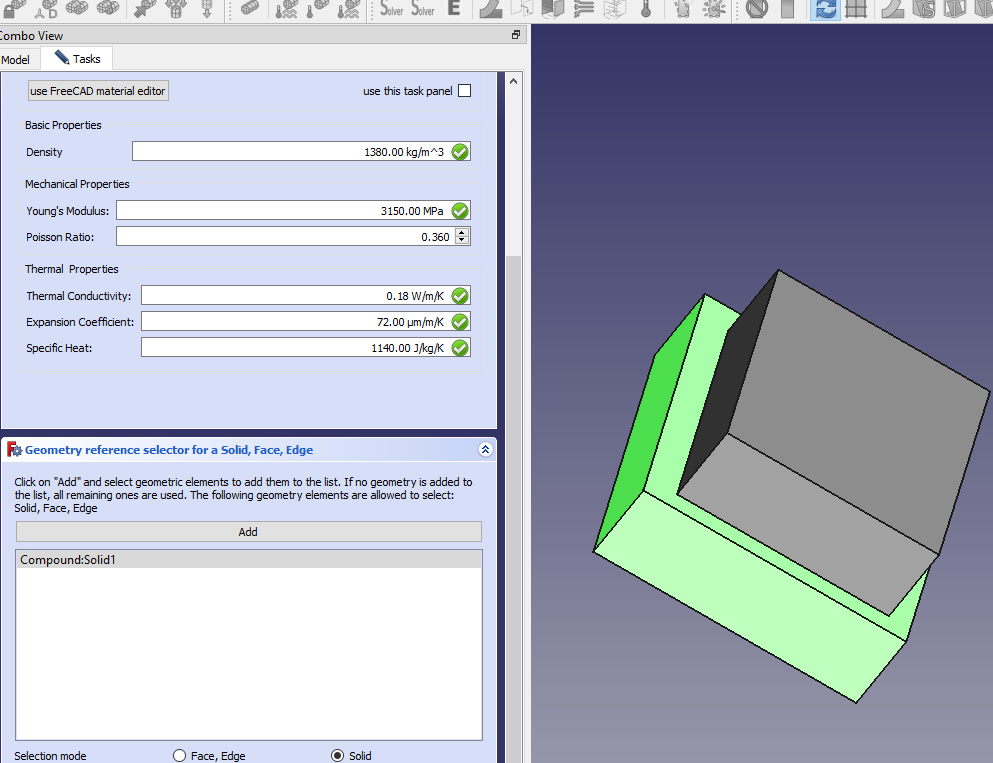 Solver Solver E
D
Combo View
Model Tasks
use FreeCAD material editor use this task panel
Basic Properties
Density 1380.00 kg/m^3
Mechanical Properties
Young's Modulus: 3150.00 MPa
Poisson Ratio: 0.360
Thermal Properties
Thermal Conductivity: 0.18 W/m/K
Expansion Coefficient: 72.00 µm/m/K
Specific Heat: 1140.00 J/kg/K
Geometry reference selector for a Solid, Face, Edge
Click on "Add" and select geometric elements to add them to the list. If no geometry is added to
the list, all remaining ones are used. The following geometry elements are allowed to select:
Solid, Face, Edge
Add
Compound:Solid1
Selection mode Face, Edge Solid